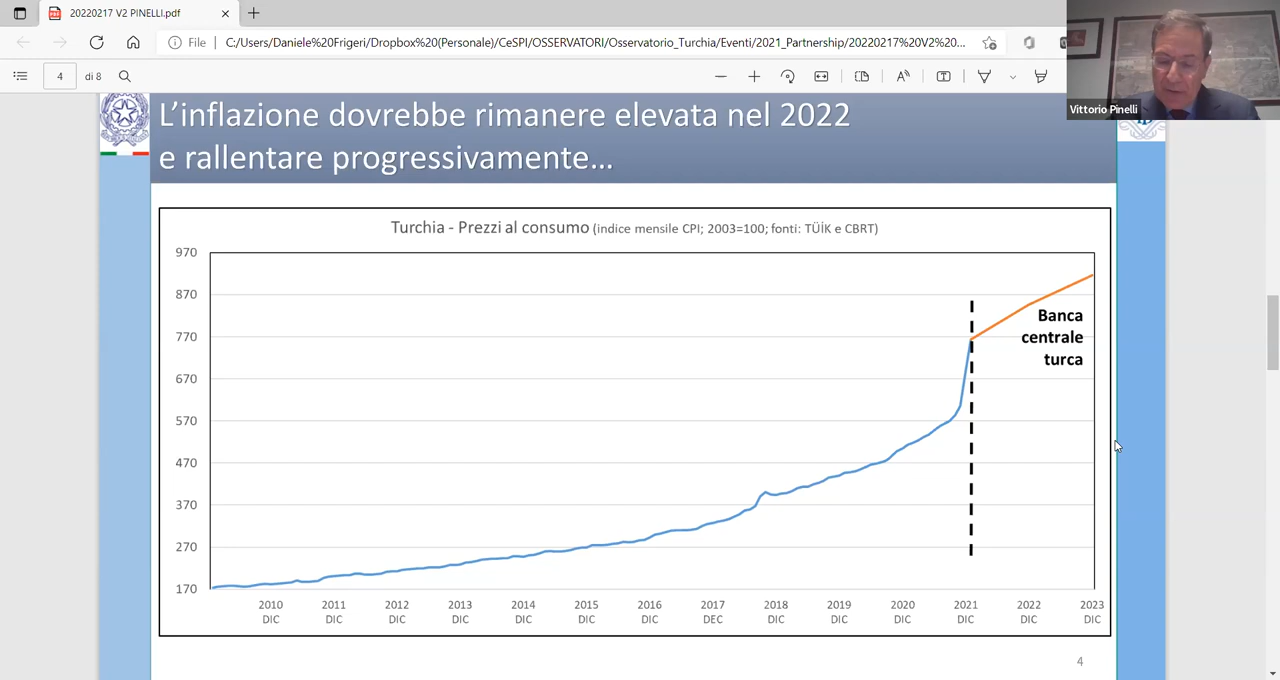 20220217 V2 PINELLI.pdf
File
C:/Users/Daniele%20Frigeri/Dropbox%20(Personale)/CeSPI/OSSERVATORI/Osservatorio_Turchia/Eventi/2021_Partnership/20220217%20V2%20...
4
di 8
Vittorio Pinelli
L'inflazione dovrebbe rimanere elevata nel 2022
e rallentare progressivamente...
Turchia - Prezzi al consumo (indice mensile CPI; 2003=100; fonti: TÜİK e CBRT)
970
870
770
670
570
470
370
270
170
Banca
centrale
turca
2010 2011 2012 2013 2014 2015 2016 2017 2018 2019 2020 2021 2022 2023
DIC DIC DIC DIC DIC DIC DIC DEC DIC DIC DIC DIC DIC DIC
4